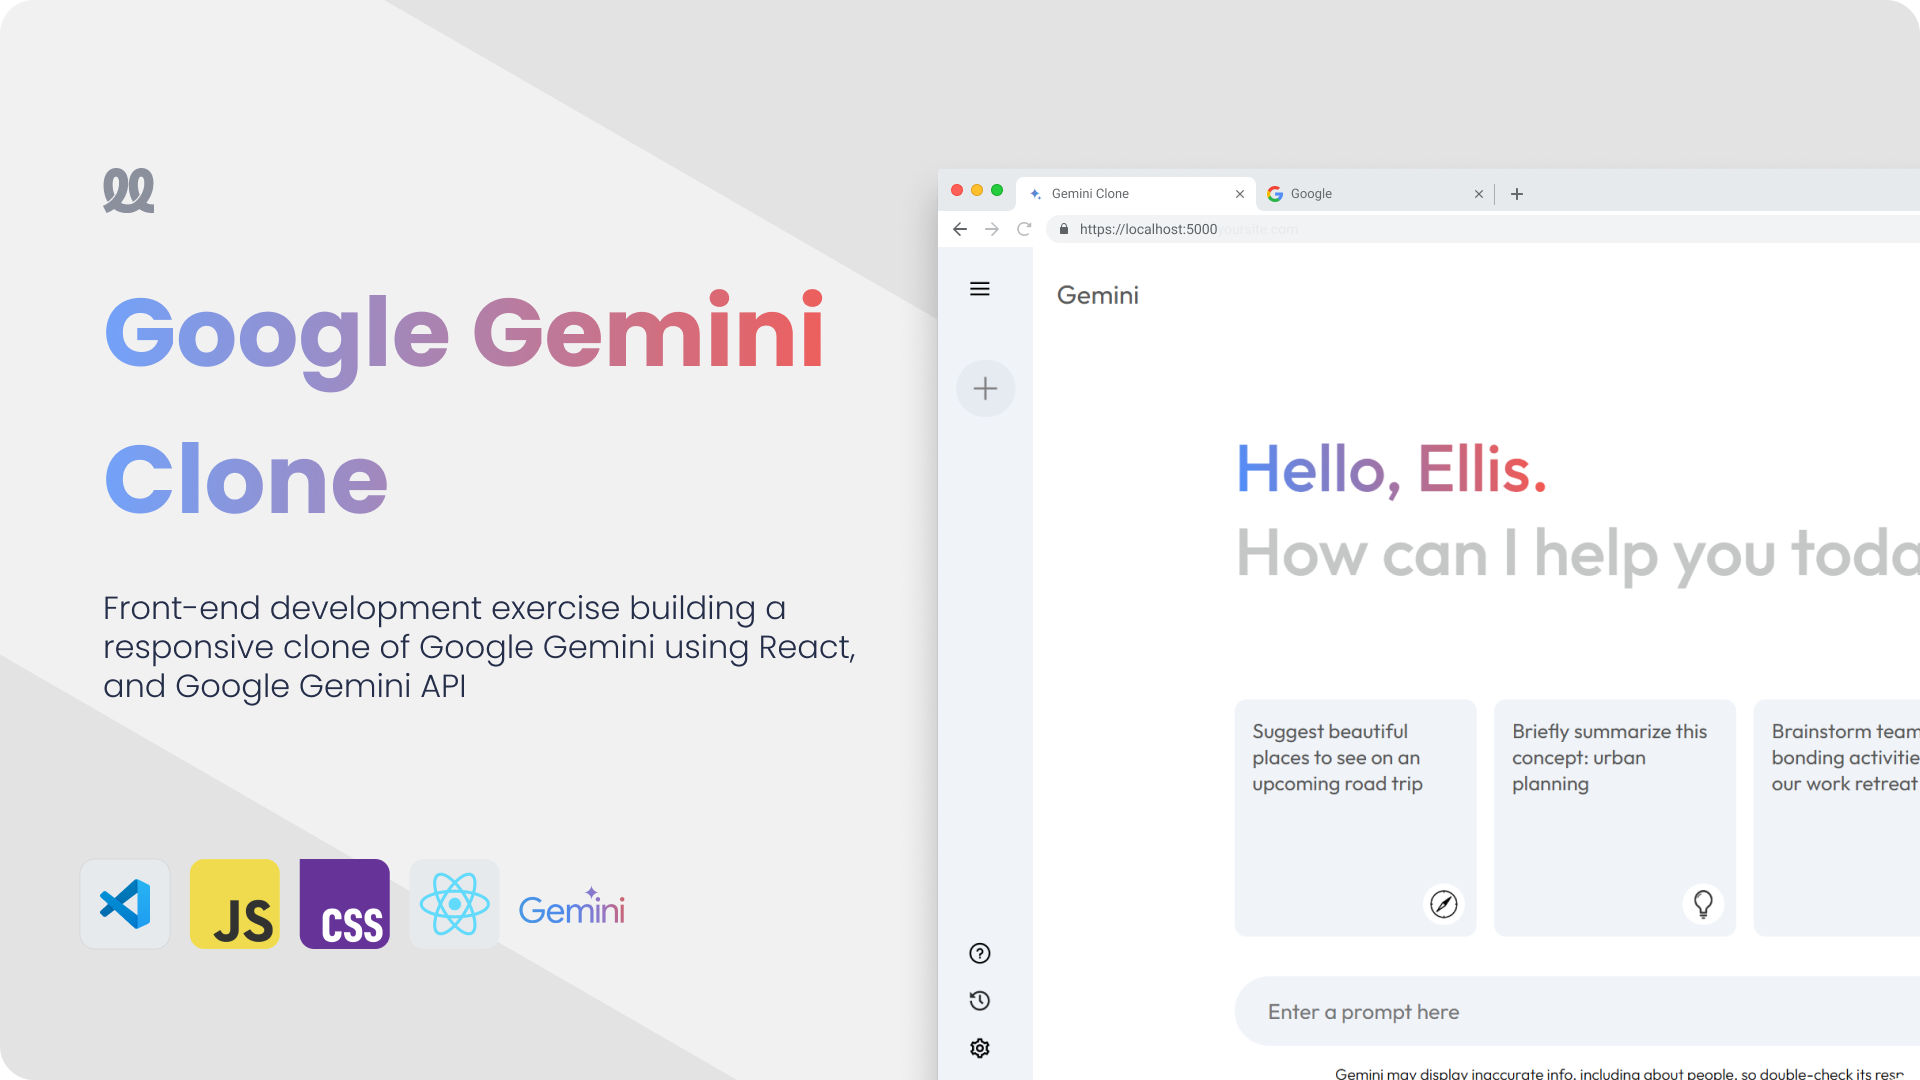 Google Gemini
Clone
Front-end development exercise building a
responsive clone of Google Gemini using React,
and Google Gemini API
JS
CSS
Gemini
Gemini Clone
Google
https://localhost:5000yoursite.com
Gemini
Hello, Ellis.
How can I help you toda
Suggest beautiful
places to see on an
upcoming road trip
Briefly summarize this
concept: urban
planning
Brainstorm team
bonding activitie
our work retreat
Enter a prompt here
Gemini may display inaccurate info, including about people, so double-check its resp